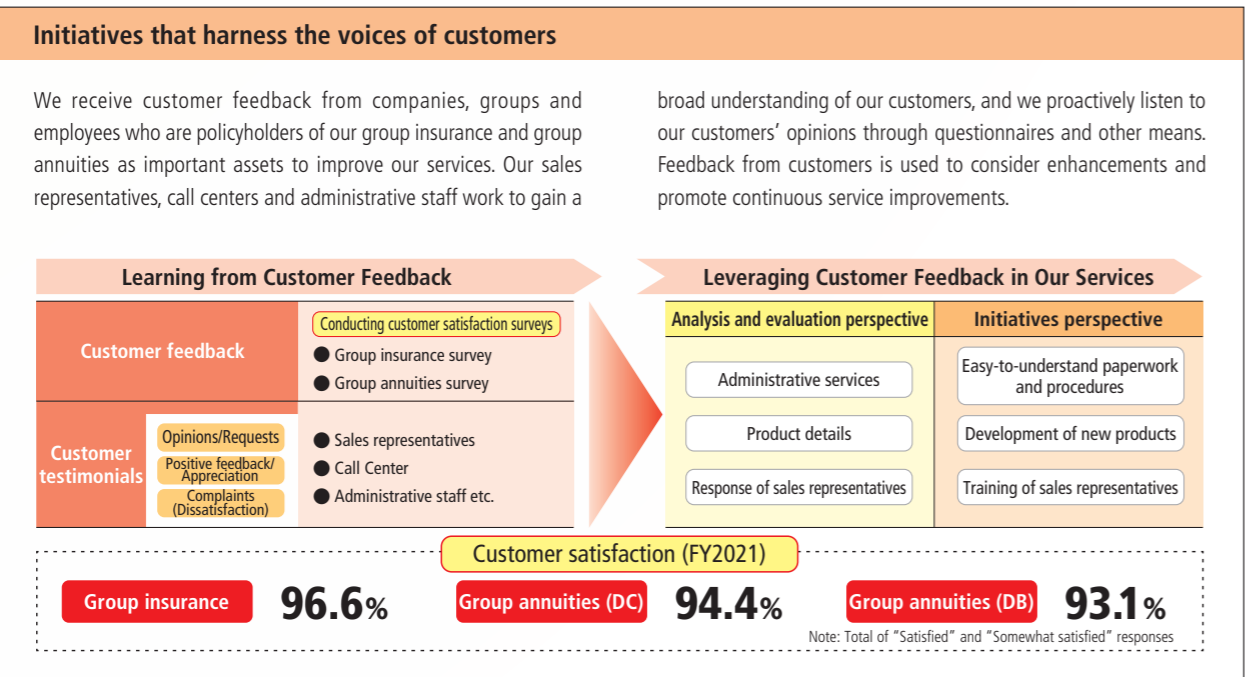 Initiatives that harness the voices of customers
We receive customer feedback from companies, groups and
employees who are policyholders of our group insurance and group
annuities as important assets to improve our services. Our sales
representatives, call centers and administrative staff work to gain a
broad understanding of our customers, and we proactively listen to
our customers’ opinions through questionnaires and other means.
Feedback from customers is used to consider enhancements and
promote continuous service improvements.
Learning from Customer Feedback
Customer feedback
Conducting customer satisfaction surveys
● Group insurance survey
● Group annuities survey
Customer
testimonials
Opinions/Requests
Positive feedback/
Appreciation
Complaints
(Dissatisfaction)
● Sales representatives
● Call Center
● Administrative staff etc.
Leveraging Customer Feedback in Our Services
Analysis and evaluation perspective
Administrative services
Product details
Response of sales representatives
Initiatives perspective
Easy-to-understand paperwork
and procedures
Development of new products
Training of sales representatives
Customer satisfaction (FY2021)
Group insurance 96.6%
Group annuities (DC) 94.4%
Group annuities (DB) 93.1%
Note: Total of “Satisfied” and “Somewhat satisfied” responses